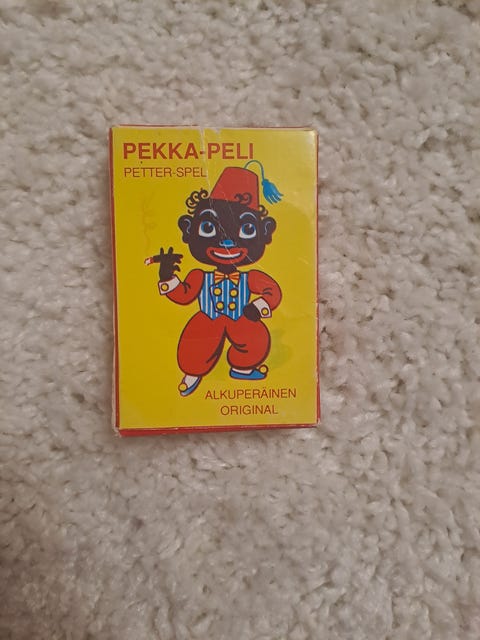 PEKKA-PELI
PETTER-SPEL
ALKUPERÄINEN
ORIGINAL